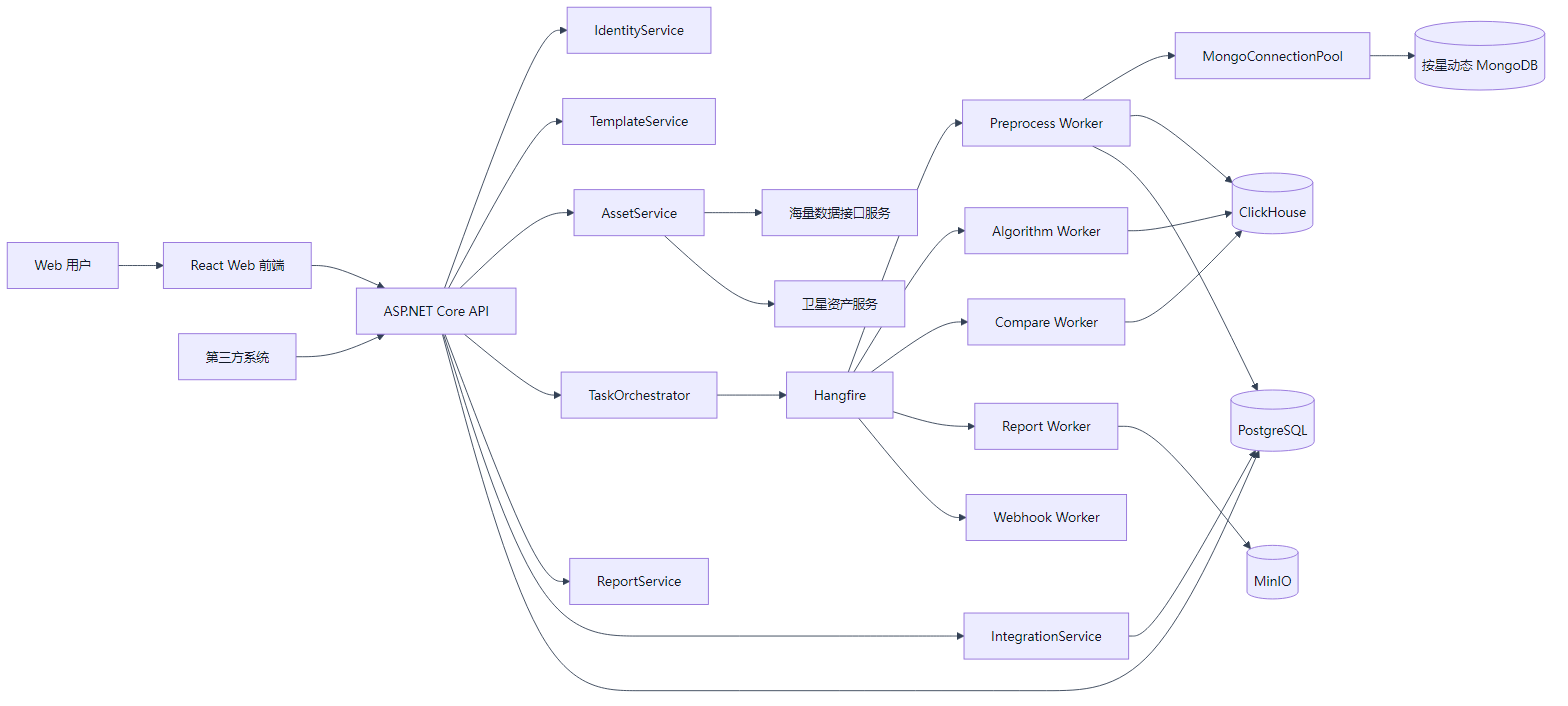 Web 用户
React Web 前端
第三方系统
ASP.NET Core API
IdentityService
TemplateService
AssetService
TaskOrchestrator
ReportService
海量数据接口服务
卫星资产服务
Hangfire
Preprocess Worker
Algorithm Worker
Compare Worker
Report Worker
Webhook Worker
IntegrationService
MongoConnectionPool
按星动态 MongoDB
ClickHouse
PostgreSQL
MinIO